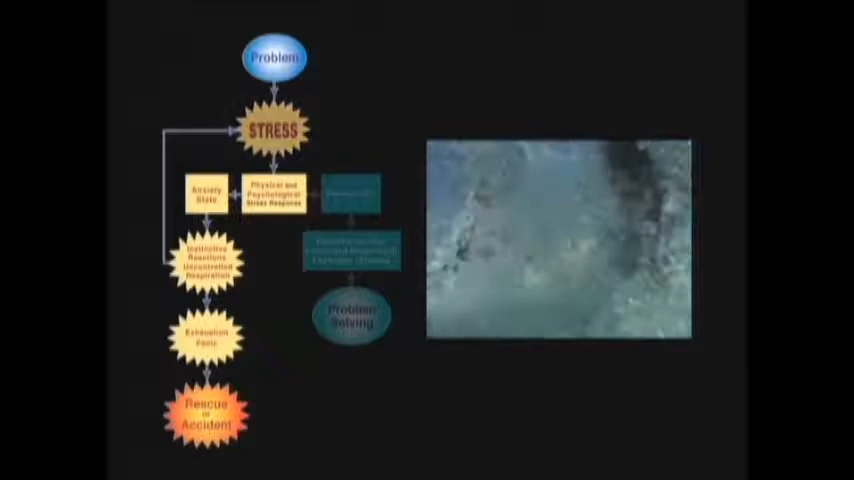 Problem
STRESS
Anxiety
State
Physical and
Psychological
Stress Response
Instinctive
Reactions
Uncontrolled
Respiration
Problem
Solving
Exhaustion
Panic
Rescue
or
Accident